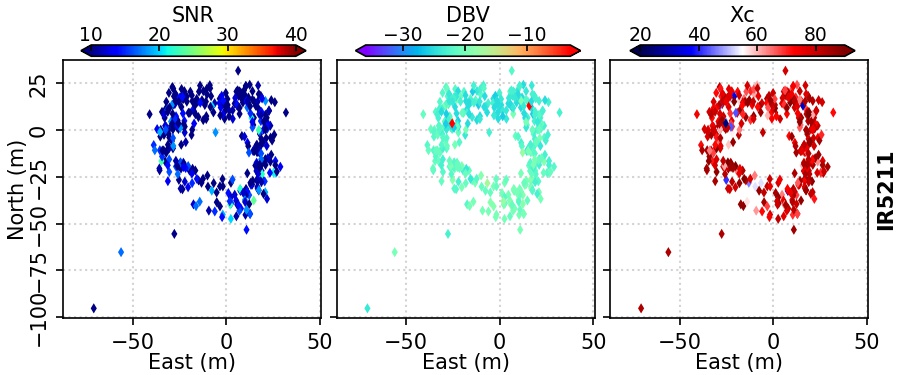 SNR DBV Xc
10 20 30 40 −30 −20 −10 20 40 60 80
North (m)
25
0
−25
−50
−75
−100
IR5211
−50 0 50 −50 0 50 −50 0 50
East (m) East (m) East (m)